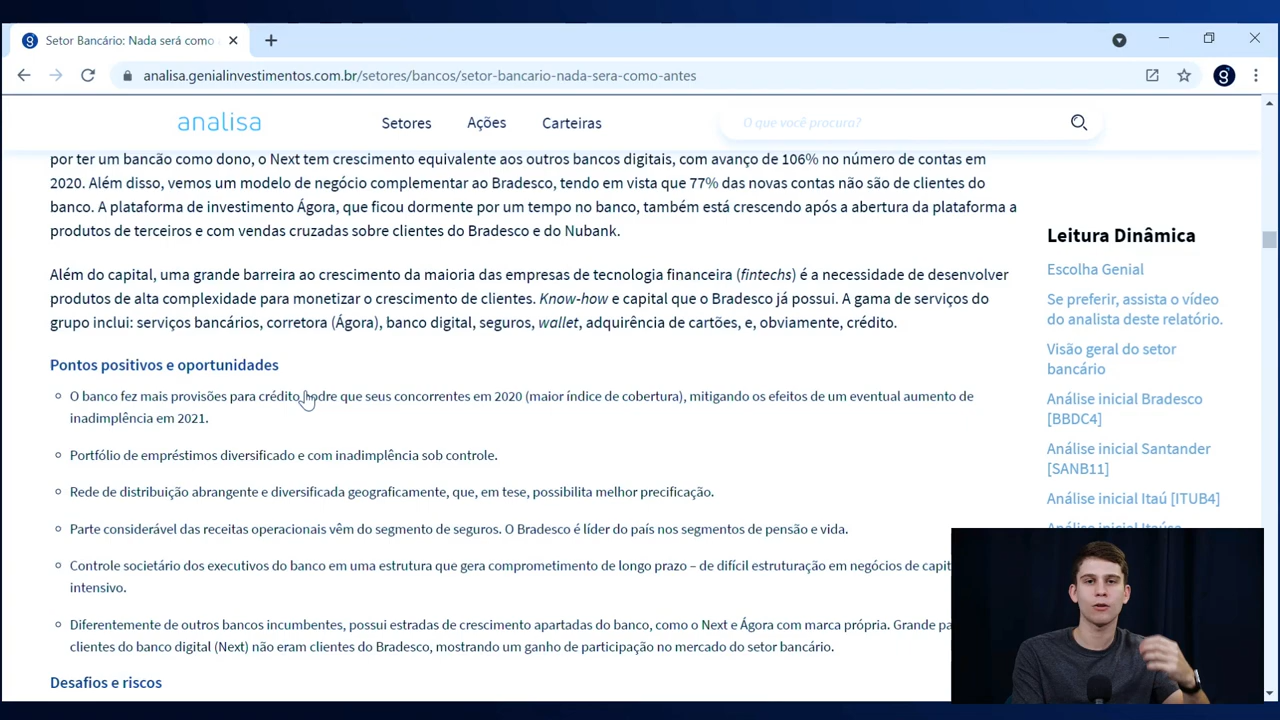 Setor Bancário: Nada será como
analisa.genialinvestimentos.com.br/setores/bancos/setor-bancario-nada-sera-como-antes
analisa
Setores
Ações
Carteiras
O que você procura?
por ter um bancão como dono, o Next tem crescimento equivalente aos outros bancos digitais, com avanço de 106% no número de contas em
2020. Além disso, vemos um modelo de negócio complementar ao Bradesco, tendo em vista que 77% das novas contas não são de clientes do
banco. A plataforma de investimento Ágora, que ficou dormente por um tempo no banco, também está crescendo após a abertura da plataforma a
produtos de terceiros e com vendas cruzadas sobre clientes do Bradesco e do Nubank.
Além do capital, uma grande barreira ao crescimento da maioria das empresas de tecnologia financeira (fintechs) é a necessidade de desenvolver
produtos de alta complexidade para monetizar o crescimento de clientes. Know-how e capital que o Bradesco já possui. A gama de serviços do
grupo inclui: serviços bancários, corretora (Ágora), banco digital, seguros, wallet, adquirência de cartões, e, obviamente, crédito.
Pontos positivos e oportunidades
O banco fez mais provisões para crédito podre que seus concorrentes em 2020 (maior índice de cobertura), mitigando os efeitos de um eventual aumento de
inadimplência em 2021.
Portfólio de empréstimos diversificado e com inadimplência sob controle.
Rede de distribuição abrangente e diversificada geograficamente, que, em tese, possibilita melhor precificação.
Parte considerável das receitas operacionais vêm do segmento de seguros. O Bradesco é líder do país nos segmentos de pensão e vida.
Controle societário dos executivos do banco em uma estrutura que gera comprometimento de longo prazo – de difícil estruturação em negócios de capit
intensivo.
Diferentemente de outros bancos incumbentes, possui estradas de crescimento apartadas do banco, como o Next e Ágora com marca própria. Grande pa
clientes do banco digital (Next) não eram clientes do Bradesco, mostrando um ganho de participação no mercado do setor bancário.
Desafios e riscos
Leitura Dinâmica
Escolha Genial
Se preferir, assista o vídeo
do analista deste relatório.
Visão geral do setor
bancário
Análise inicial Bradesco
[BBDC4]
Análise inicial Santander
[SANB11]
Análise inicial Itaú [ITUB4]
Análise inicial Itaúsa